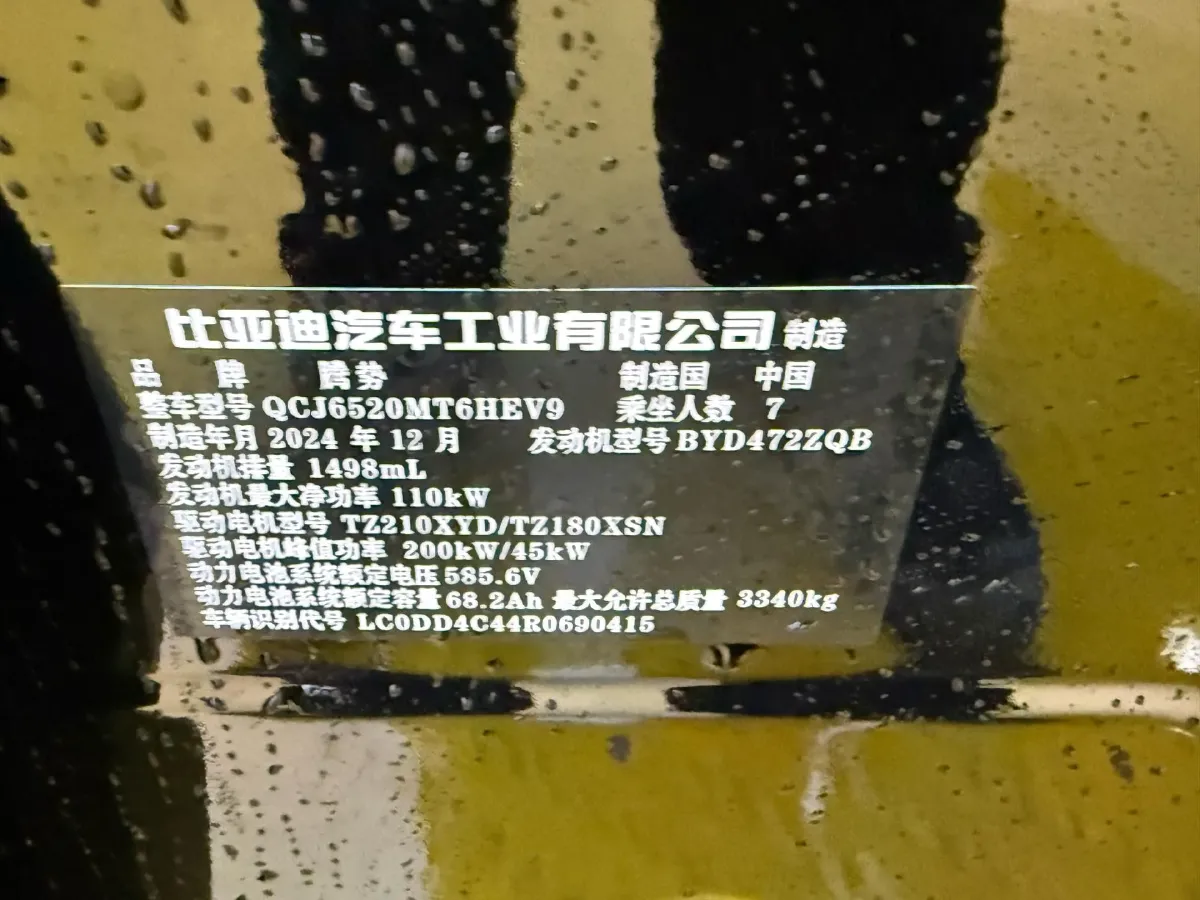 比亚迪汽车工业有限公司 制造
品 牌 腾势 制造国 中国
整车型号 QCJ6520MT6HEV9 乘坐人数 7
制造年月 2024 年 12 月 发动机型号 BYD472ZQB
发动机排量 1498mL
发动机最大净功率 110kW
驱动电机型号 TZ210XYD/TZ180XSN
驱动电机峰值功率 200kW/45kW
动力电池系统额定电压 585.6V
动力电池系统额定容量 68.2Ah 最大允许总质量 3340kg
车辆识别代号 LC0DD4C44R0690415